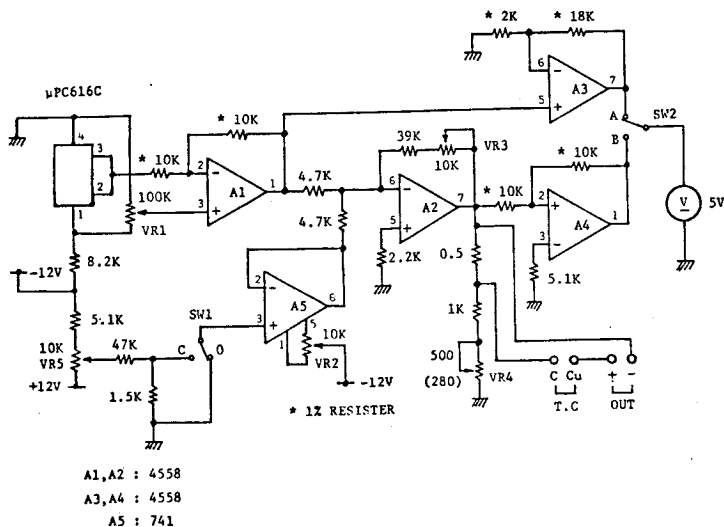 * 2K
* 18K
6
7
A3
5
A
SW2
B
V
5V
μPC616C
4
3
2
1
* 10K
* 10K
2
1
A1
3
100K
VR1
4.7K
4.7K
39K
VR3
10K
6
7
A2
5
2.2K
* 10K
* 10K
2
1
A4
3
5.1K
0.5
1K
500
(280)
VR4
C
Cu
+
-
T.C
OUT
8.2K
-12V
5.1K
10K
VR5
47K
+12V
1.5K
SW1
C
O
2
6
A5
3
1
5
10K
VR2
-12V
* 1% RESISTER
A1,A2 : 4558
A3,A4 : 4558
A5 : 741